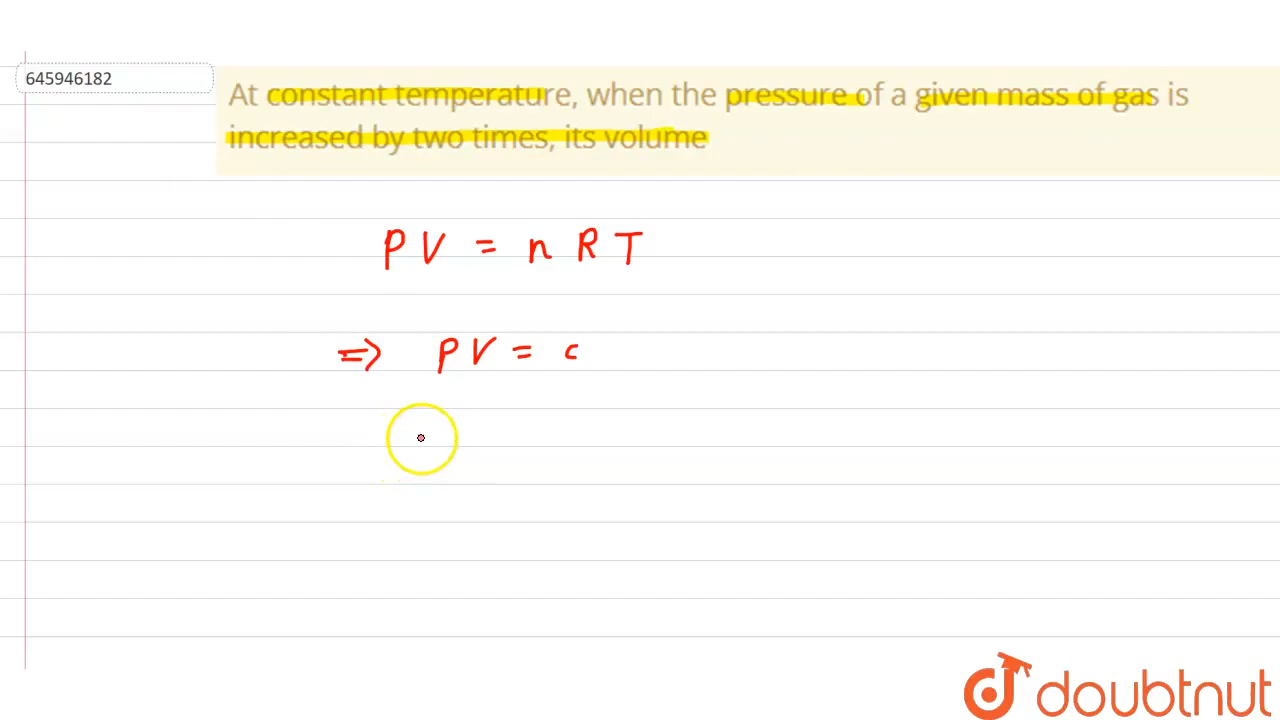 645946182
At constant temperature, when the pressure of a given mass of gas is
increased by two times, its volume
PV = nRT
⇒ PV = c
doubtnut